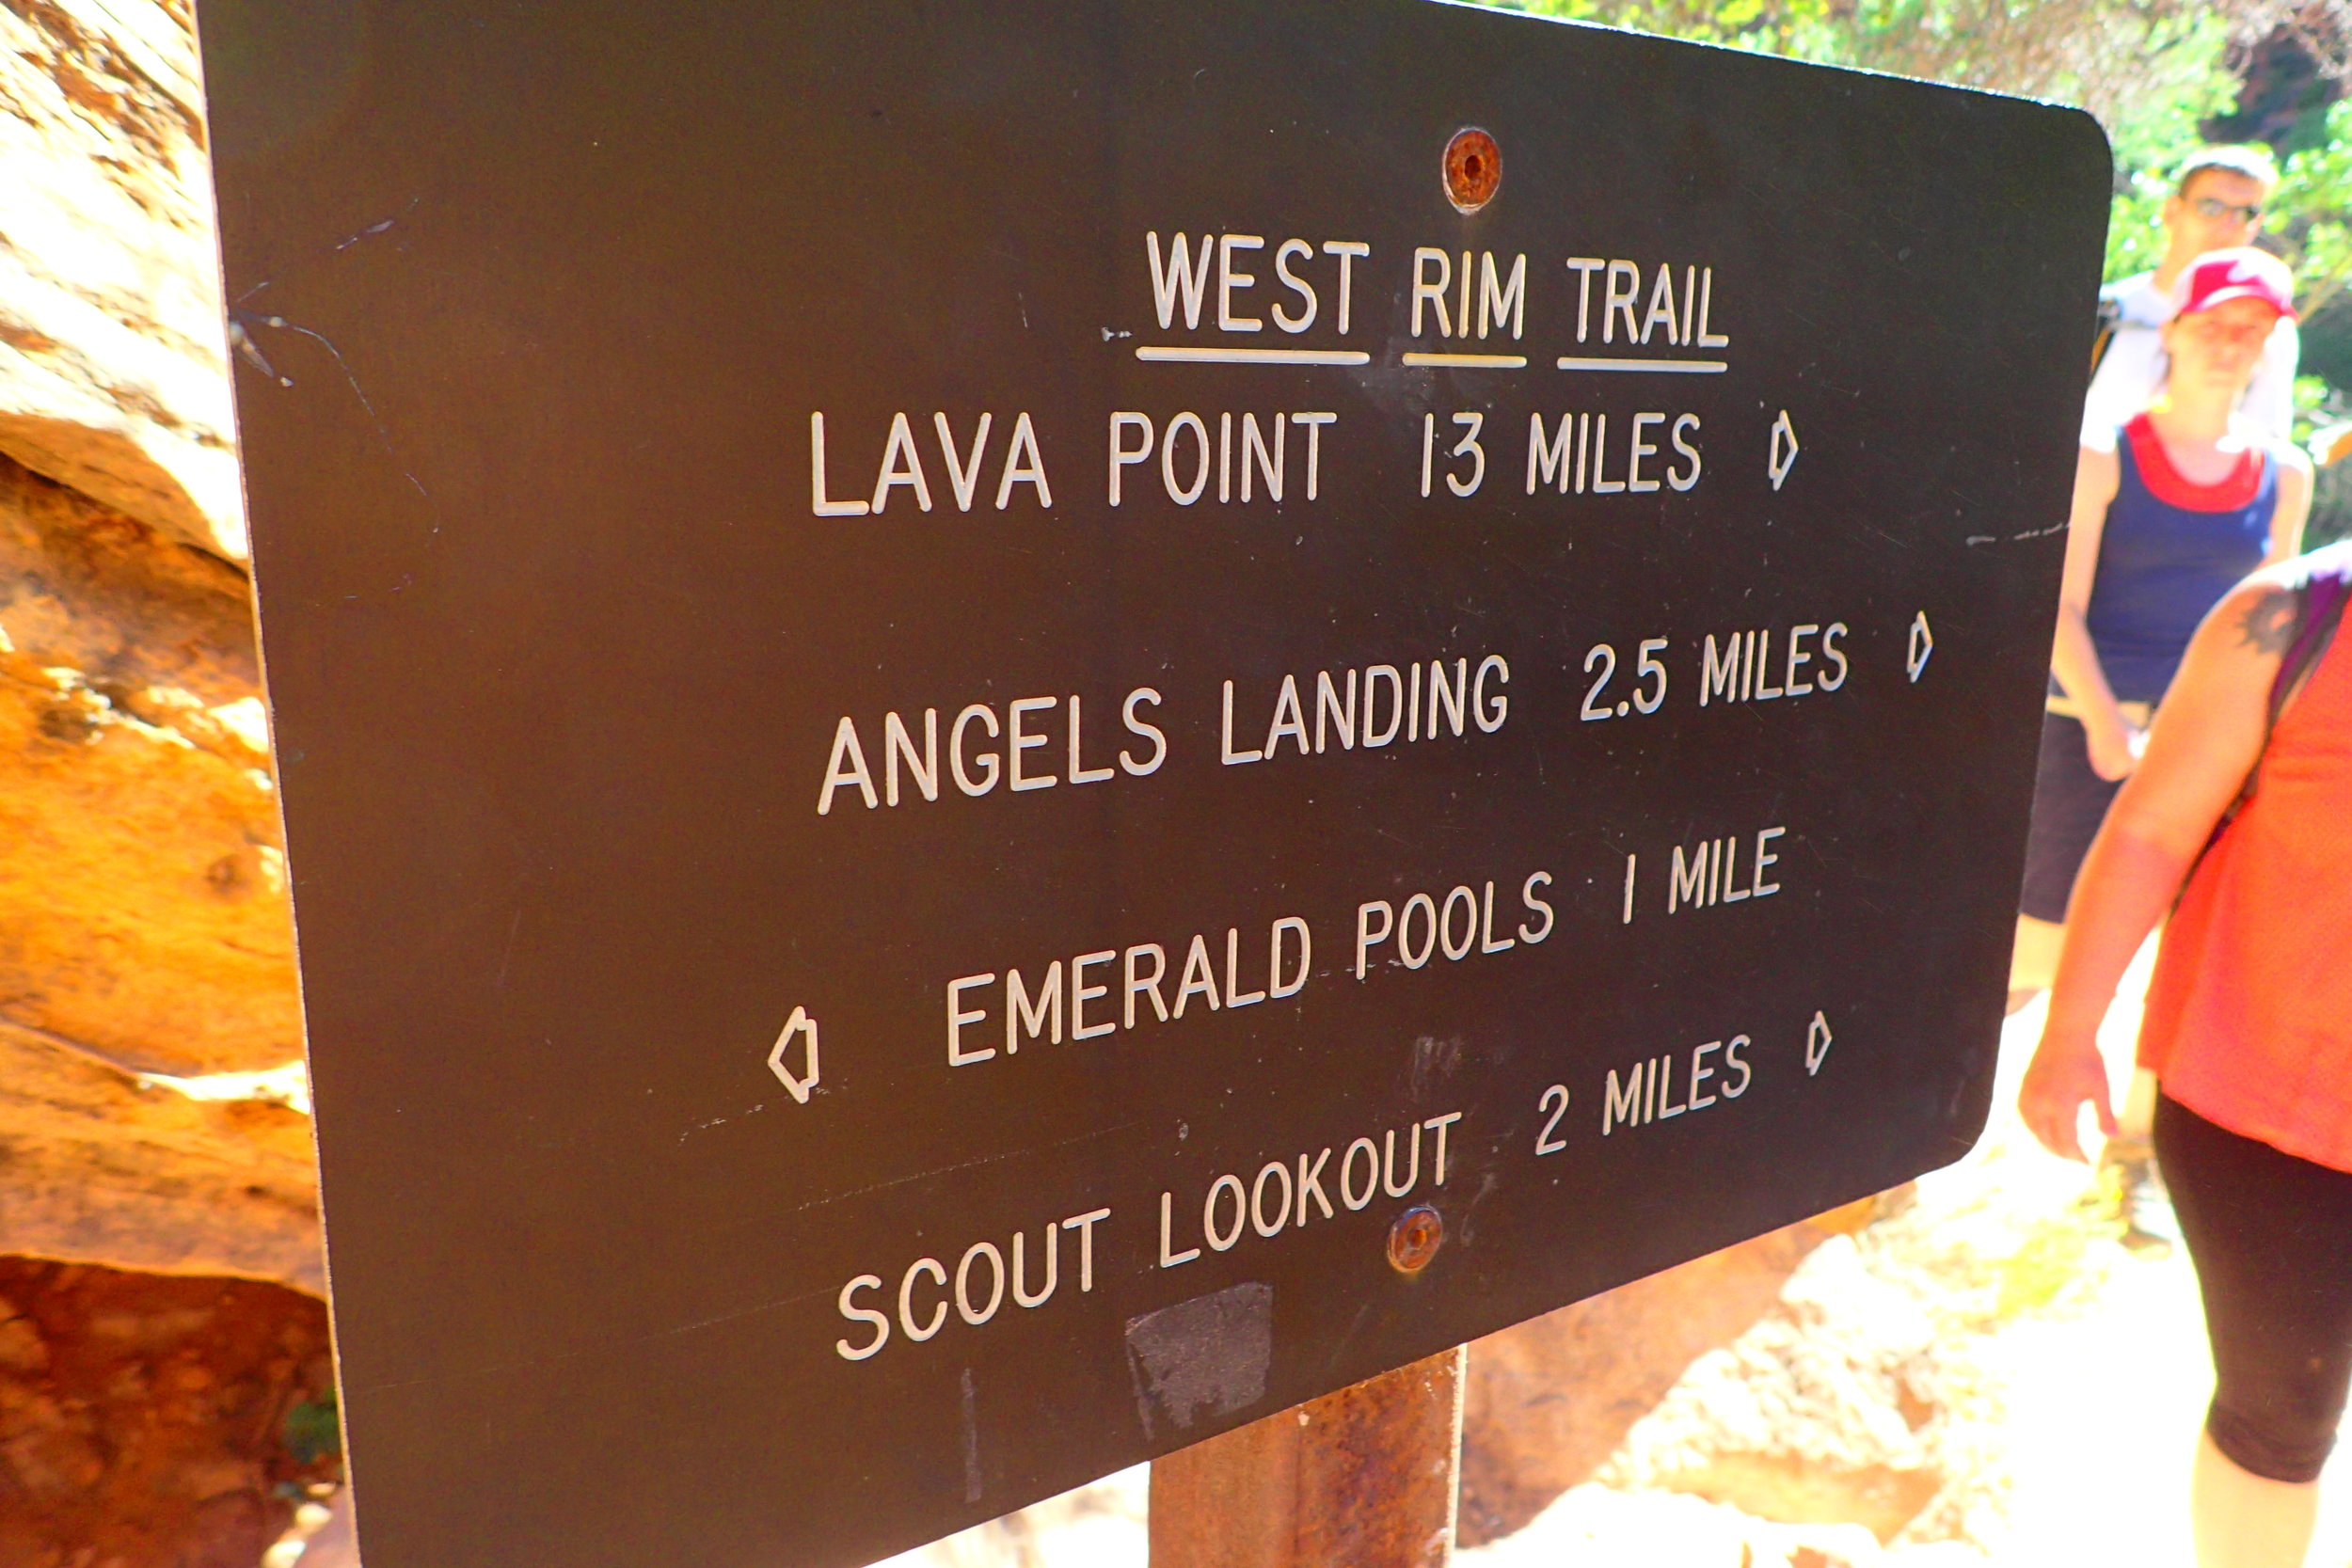 WEST RIM TRAIL
LAVA POINT 13 MILES
ANGELS LANDING 2.5 MILES
EMERALD POOLS 1 MILE
SCOUT LOOKOUT 2 MILES